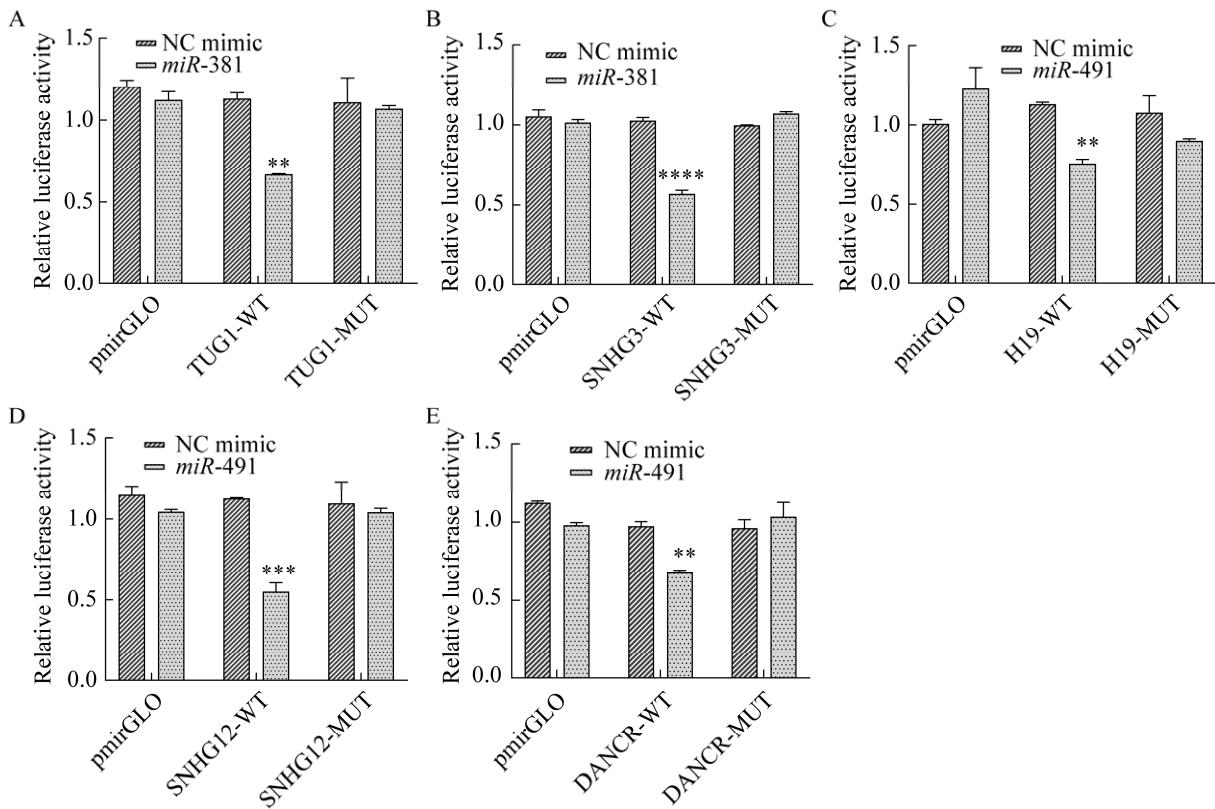 A
Relative luciferase activity
1.5
1.0
0.5
0.0
NC mimic
miR-381
**
pmirGLO
TUG1-WT
TUG1-MUT
B
Relative luciferase activity
1.5
1.0
0.5
0.0
NC mimic
miR-381
****
pmirGLO
SNHG3-WT
SNHG3-MUT
C
Relative luciferase activity
1.5
1.0
0.5
0.0
NC mimic
miR-491
**
pmirGLO
H19-WT
H19-MUT
D
Relative luciferase activity
1.5
1.0
0.5
0.0
NC mimic
miR-491
***
pmirGLO
SNHG12-WT
SNHG12-MUT
E
Relative luciferase activity
1.5
1.0
0.5
0.0
NC mimic
miR-491
**
pmirGLO
DANCR-WT
DANCR-MUT